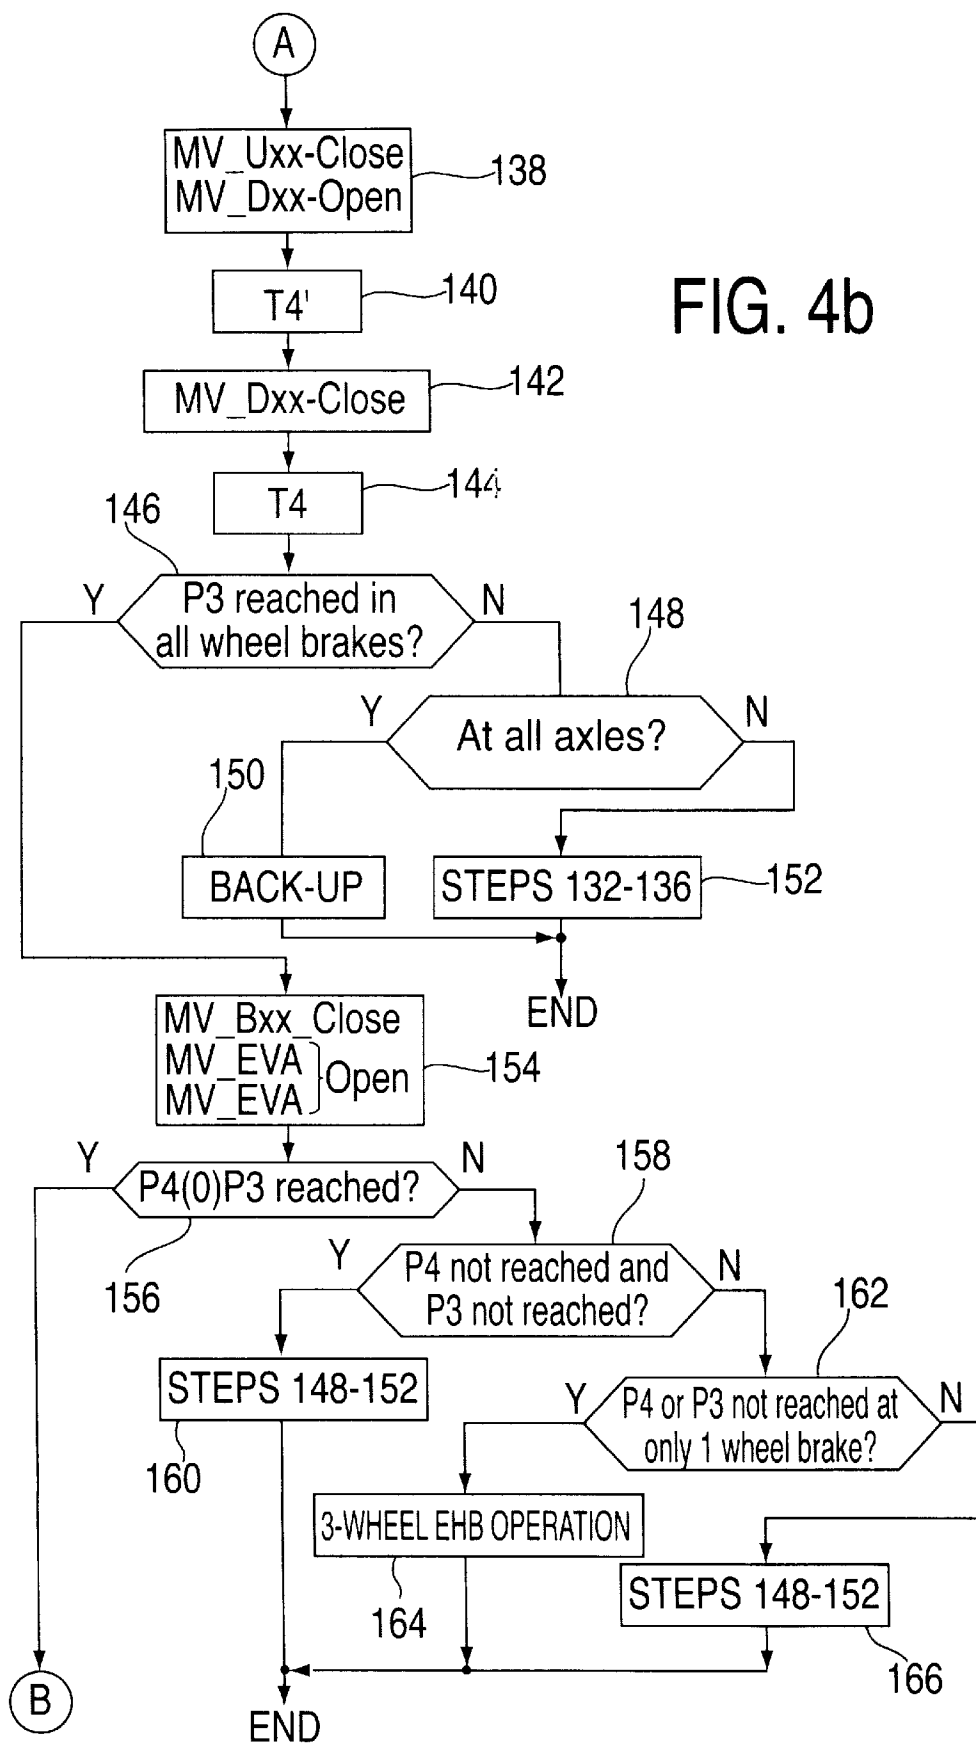 A
MV_Uxx-Close
MV_Dxx-Open
138
T4'
140
FIG. 4b
MV_Dxx-Close
142
T4
144
146
Y
P3 reached in
all wheel brakes?
N
148
Y
At all axles?
N
150
BACK-UP
STEPS 132-136
152
END
MV_Bxx_Close
MV_EVA
MV_EVA
Open
154
Y
P4(0)P3 reached?
N
156
158
Y
P4 not reached and
P3 not reached?
N
162
STEPS 148-152
160
Y
P4 or P3 not reached at
only 1 wheel brake?
N
3-WHEEL EHB OPERATION
164
STEPS 148-152
166
B
END